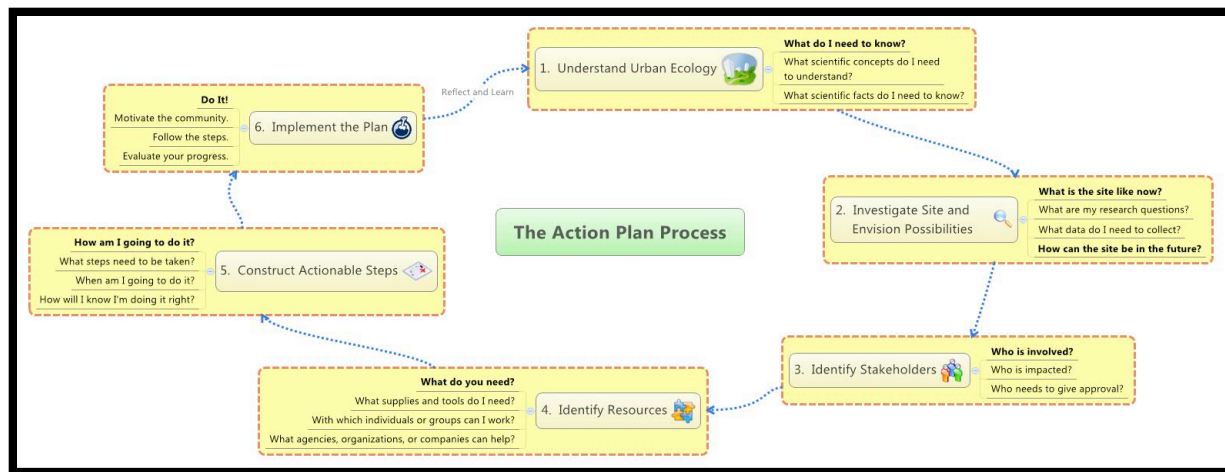 The Action Plan Process
1. Understand Urban Ecology
What do I need to know?
What scientific concepts do I need
to understand?
What scientific facts do I need to know?
2. Investigate Site and
Envision Possibilities
What is the site like now?
What are my research questions?
What data do I need to collect?
How can the site be in the future?
3. Identify Stakeholders
Who is involved?
Who is impacted?
Who needs to give approval?
4. Identify Resources
What do you need?
What supplies and tools do I need?
With which individuals or groups can I work?
What agencies, organizations, or companies can help?
5. Construct Actionable Steps
How am I going to do it?
What steps need to be taken?
When am I going to do it?
How will I know I'm doing it right?
6. Implement the Plan
Do It!
Motivate the community.
Follow the steps.
Evaluate your progress.
Reflect and Learn